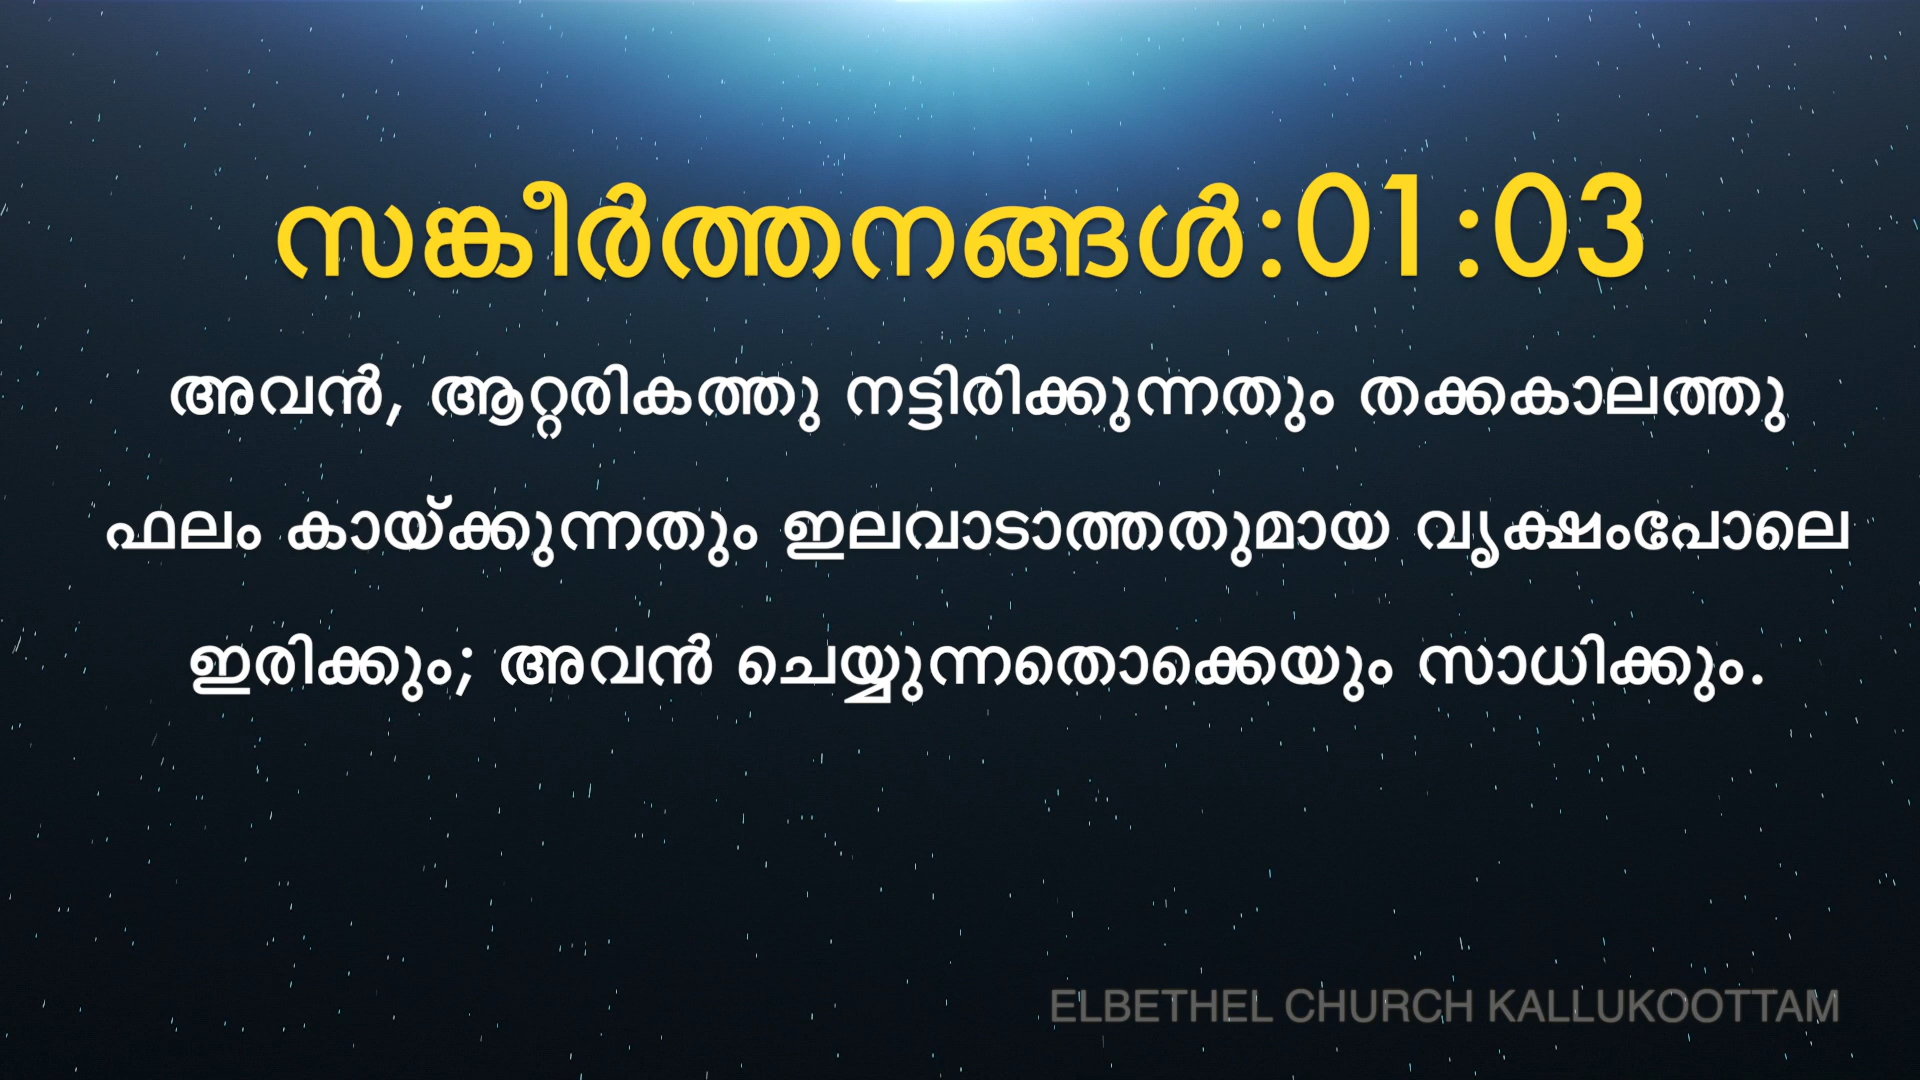 സങ്കീർത്തനങ്ങൾ:01:03
അവൻ, ആറ്റരികത്തു നട്ടിരിക്കുന്നതും തക്കകാലത്തു
ഫലം കായ്ക്കുന്നതും ഇലവാടാത്തതുമായ വൃക്ഷംപോലെ
ഇരിക്കും; അവൻ ചെയ്യുന്നതൊക്കെയും സാധിക്കും.
ELBETHEL CHURCH KALLUKOOTTAM